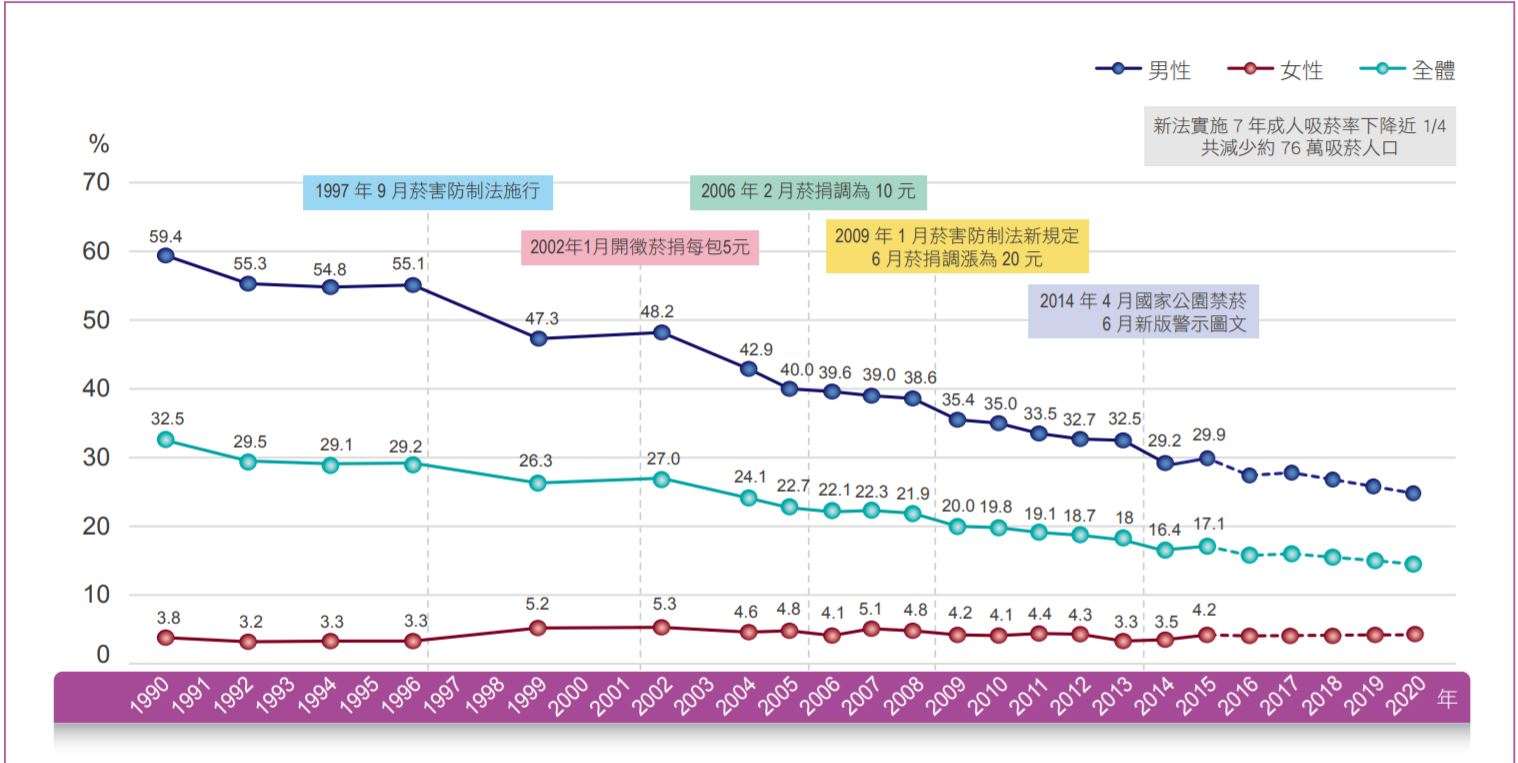 男性 女性 全體
新法實施 7 年成人吸菸率下降近 1/4
共減少約 76 萬吸菸人口
%
70
60
50
40
30
20
10
0
1997 年 9 月菸害防制法施行
2002年1月開徵菸捐每包5元
2006 年 2 月菸捐調為 10 元
2009 年 1 月菸害防制法新規定
6 月菸捐調漲為 20 元
2014 年 4 月國家公園禁菸
6 月新版警示圖文
59.4 55.3 54.8 55.1 47.3 48.2 42.9 40.0 39.6 39.0 38.6 35.4 35.0 33.5 32.7 32.5 29.2 29.9
32.5 29.5 29.1 29.2 26.3 27.0 24.1 22.7 22.1 22.3 21.9 20.0 19.8 19.1 18.7 18 16.4 17.1
3.8 3.2 3.3 3.3 5.2 5.3 4.6 4.8 4.1 5.1 4.8 4.2 4.1 4.4 4.3 3.3 3.5 4.2
1990 1991 1992 1993 1994 1995 1996 1997 1998 1999 2000 2001 2002 2003 2004 2005 2006 2007 2008 2009 2010 2011 2012 2013 2014 2015 2016 2017 2018 2019 2020 年